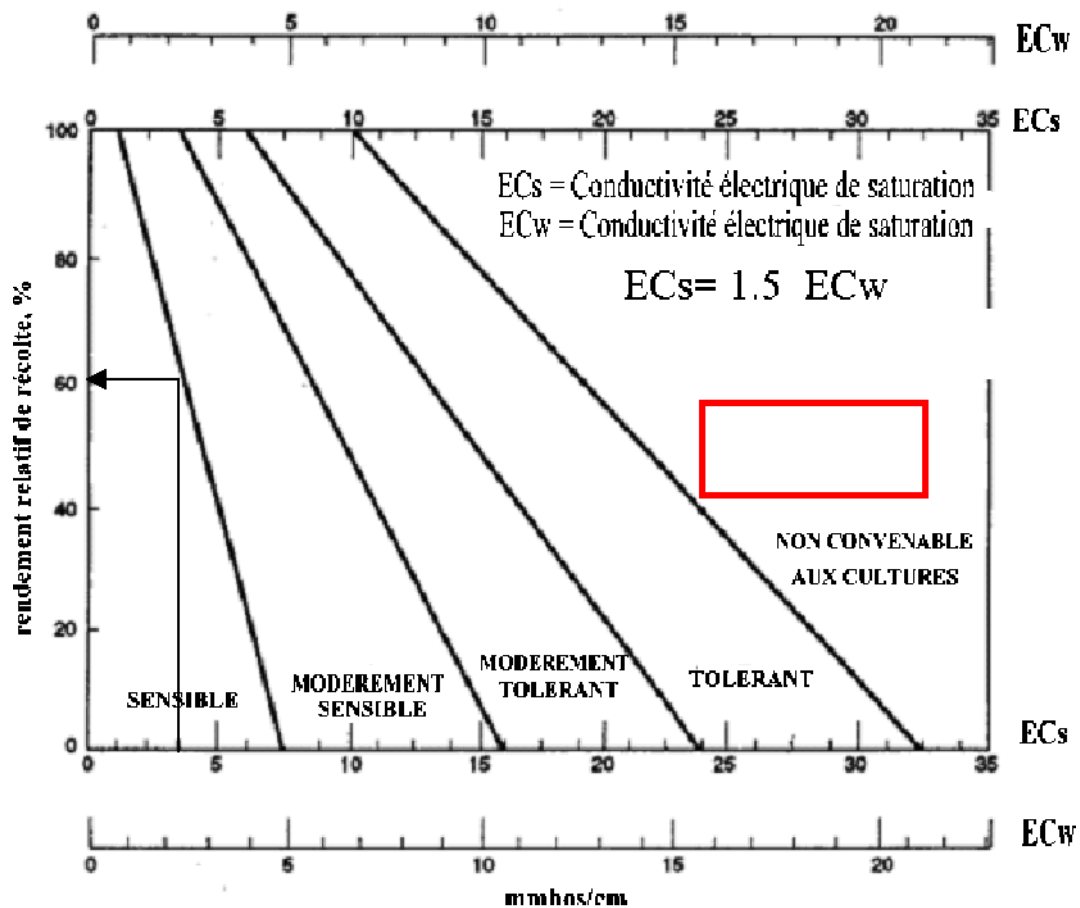 0 5 10 15 20 ECw
0 5 10 15 20 25 30 35 ECs
100
80
60
40
20
0
rendement relatif de récolte, %
ECs = Conductivité électrique de saturation
ECw = Conductivité électrique de saturation
ECs= 1.5 ECw
NON CONVENABLE
AUX CULTURES
SENSIBLE
MODEREMENT
SENSIBLE
MODEREMENT
TOLERANT
TOLERANT
ECs
0 5 10 15 20 25 30 35
ECw
0 5 10 15 20
mmhos/cm